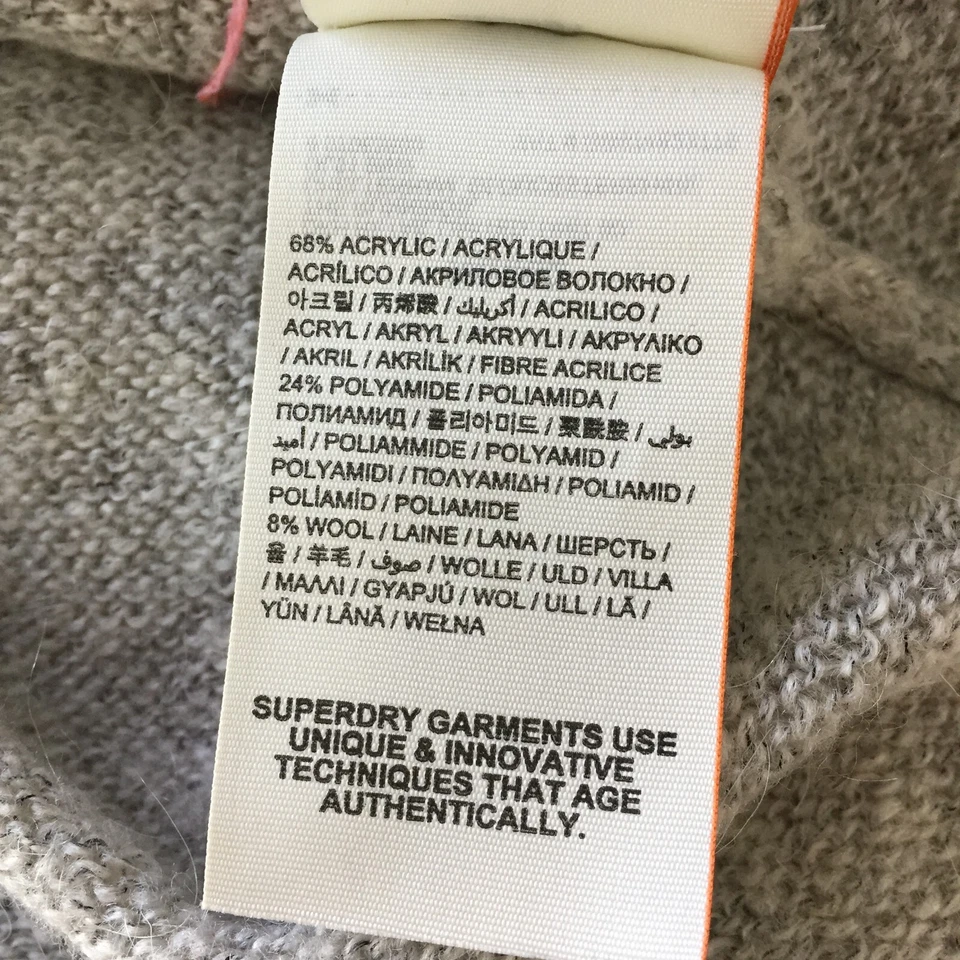 68% ACRYLIC / ACRYLIQUE /
ACRÍLICO / АКРИЛОВОЕ ВОЛОКНО /
아크릴 / 丙烯酸 / أكريليك / ACRILICO /
ACRYL / AKRYL / AKRYYLI / ΑΚΡΥΛΙΚΟ
/ AKRIL / AKRİLİK / FIBRE ACRILICE
24% POLYAMIDE / POLIAMIDA /
ПОЛИАМИД / 폴리아미드 / 聚酰胺 / بولي
أميد / POLIAMMIDE / POLYAMID /
POLYAMIDI / ΠΟΛΥΑΜΙΔΗ / POLIAMID /
POLİAMİD / POLIAMIDE
8% WOOL / LAINE / LANA / ШЕРСТЬ /
울 / 羊毛 / صوف / WOLLE / ULD / VILLA
/ ΜΑΛΛΙ / GYAPJÚ / WOL / ULL / LÃ /
YÜN / LÂNĂ / WEŁNA
SUPERDRY GARMENTS USE
UNIQUE & INNOVATIVE
TECHNIQUES THAT AGE
AUTHENTICALLY.